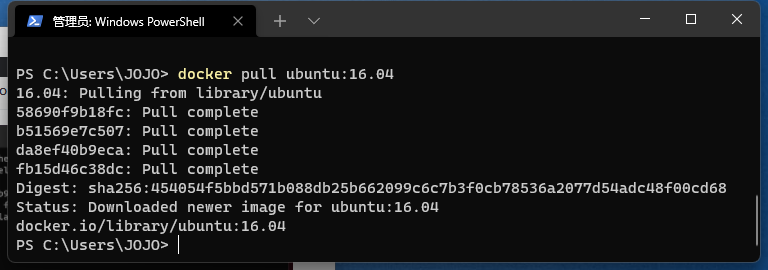 管理员: Windows PowerShell
PS C:\Users\JOJO> docker pull ubuntu:16.04
16.04: Pulling from library/ubuntu
58690f9b18fc: Pull complete
b51569e7c507: Pull complete
da8ef40b9eca: Pull complete
fb15d46c38dc: Pull complete
Digest: sha256:454054f5bbd571b088db25b662099c6c7b3f0cb78536a2077d54adc48f00cd68
Status: Downloaded newer image for ubuntu:16.04
docker.io/library/ubuntu:16.04
PS C:\Users\JOJO>